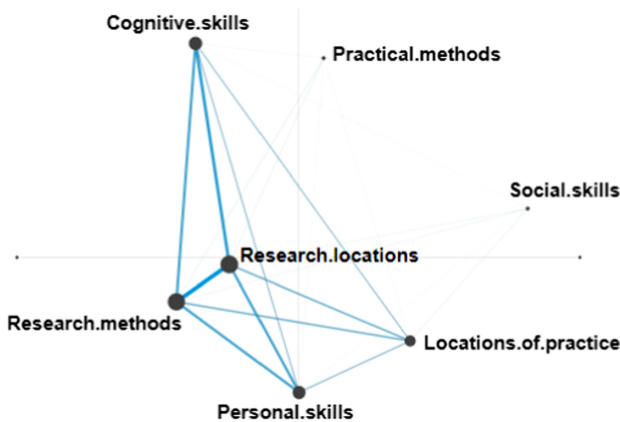 Cognitive.skills
Practical.methods
Social.skills
Research.locations
Research.methods
Locations.of.practice
Personal.skills